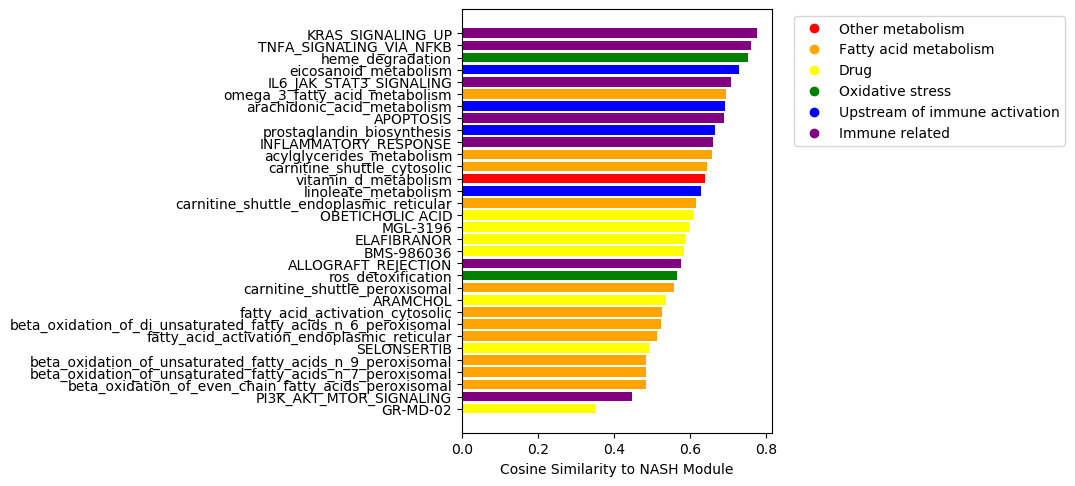 KRAS_SIGNALING_UP
TNFA_SIGNALING_VIA_NFKB
heme_degradation
eicosanoid_metabolism
IL6_JAK_STAT3_SIGNALING
omega_3_fatty_acid_metabolism
arachidonic_acid_metabolism
APOPTOSIS
prostaglandin_biosynthesis
INFLAMMATORY_RESPONSE
acylglycerides_metabolism
carnitine_shuttle_cytosolic
vitamin_d_metabolism
linoleate_metabolism
carnitine_shuttle_endoplasmic_reticular
OBETICHOLIC ACID
MGL-3196
ELAFIBRANOR
BMS-986036
ALLOGRAFT_REJECTION
ros_detoxification
carnitine_shuttle_peroxisomal
ARAMCHOL
fatty_acid_activation_cytosolic
beta_oxidation_of_di_unsaturated_fatty_acids_n_6_peroxisomal
fatty_acid_activation_endoplasmic_reticular
SELONSERTIB
beta_oxidation_of_unsaturated_fatty_acids_n_9_peroxisomal
beta_oxidation_of_unsaturated_fatty_acids_n_7_peroxisomal
beta_oxidation_of_even_chain_fatty_acids_peroxisomal
PI3K_AKT_MTOR_SIGNALING
GR-MD-02
0.0 0.2 0.4 0.6 0.8
Cosine Similarity to NASH Module
Other metabolism
Fatty acid metabolism
Drug
Oxidative stress
Upstream of immune activation
Immune related